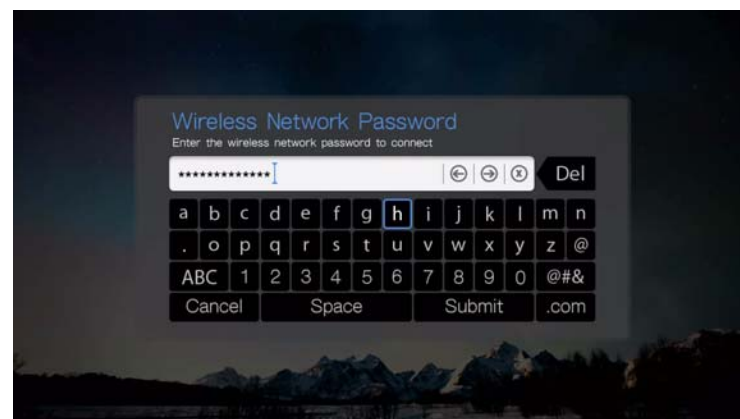 Wireless Network Password
Enter the wireless network password to connect
************* Del
a b c d e f g h i j k l m n
. o p q r s t u v w x y z @
ABC 1 2 3 4 5 6 7 8 9 0 @#&
Cancel Space Submit .com